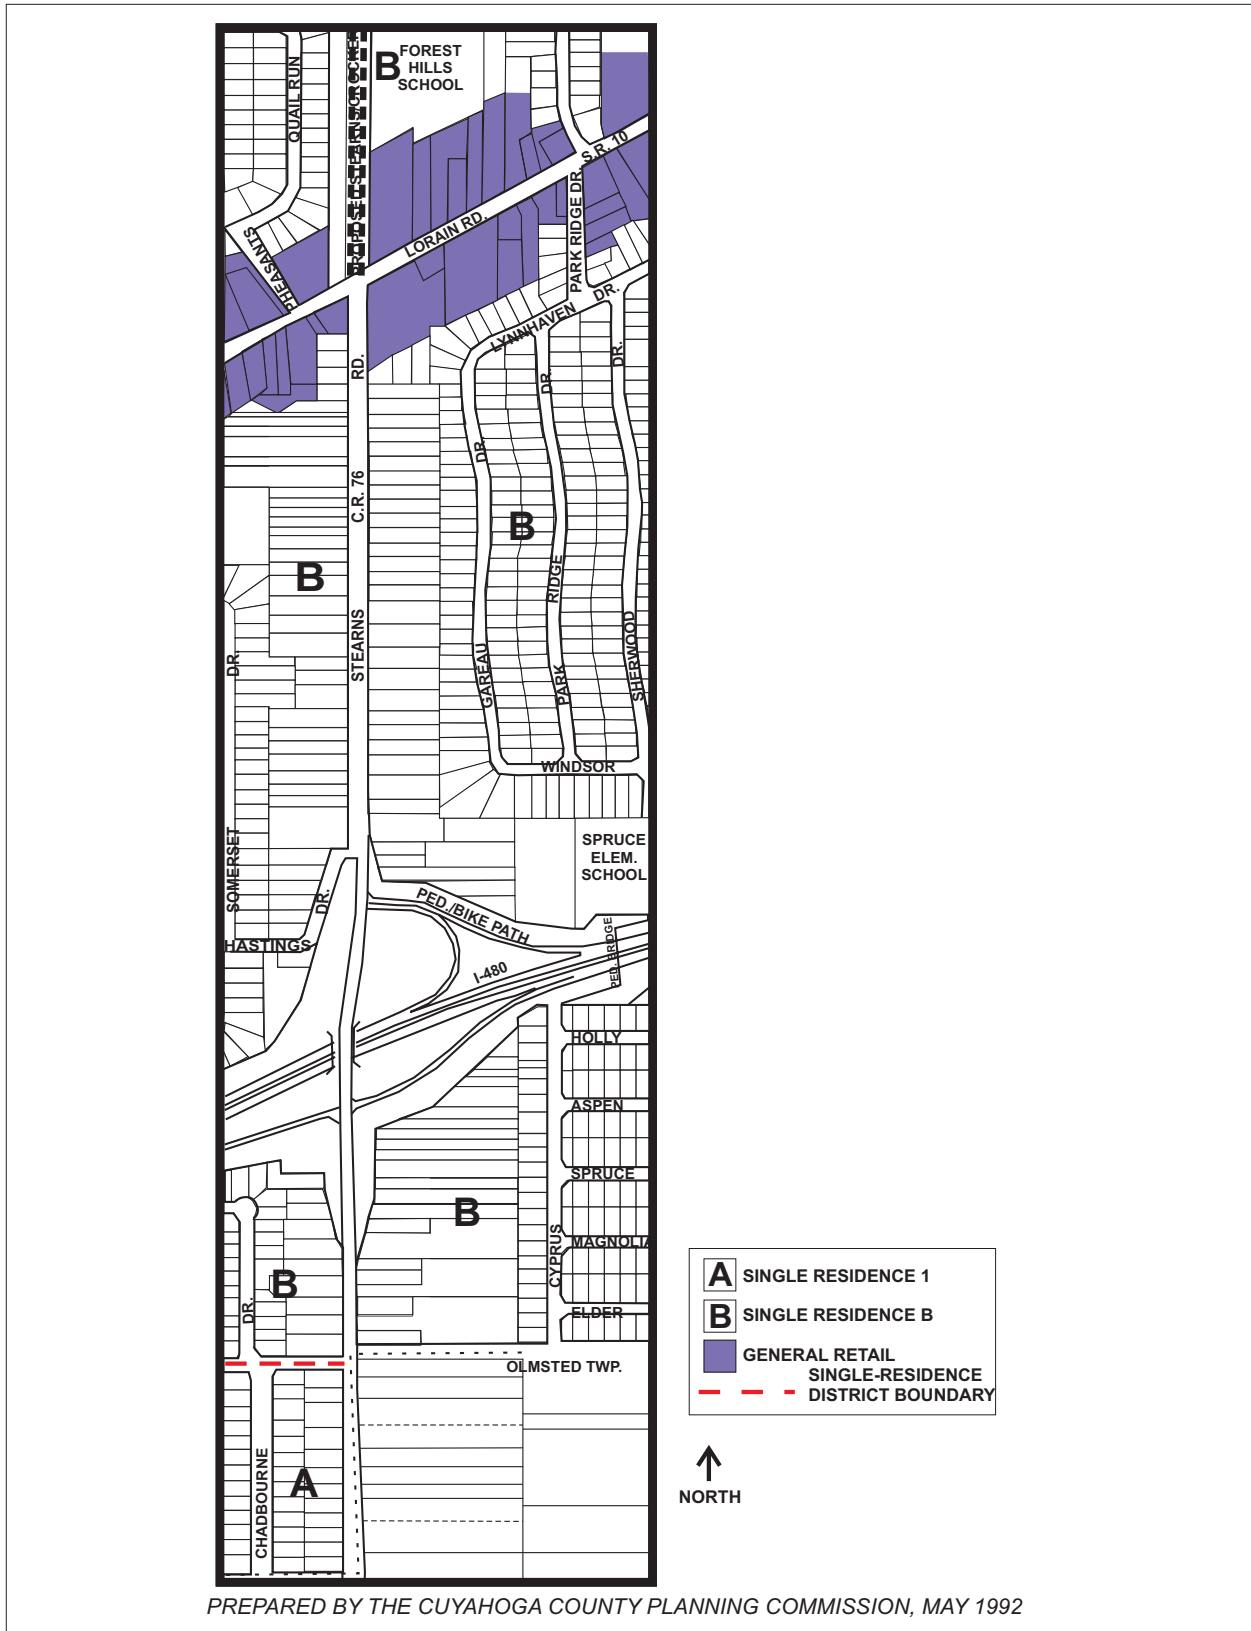 B
FOREST
HILLS
SCHOOL
QUAIL RUN
PROPOSED STEARNS/CROCKER
S.R. 10
LORAIN RD.
PARK RIDGE DR.
PHEASANTS
LYNNHAVEN DR.
RD.
DR.
DR.
DR.
C.R. 76
B
B
STEARNS
RIDGE
GAREAU
PARK
SHERWOOD
DR.
WINDSOR
SPRUCE
ELEM.
SCHOOL
SOMERSET
DR.
PED./BIKE PATH
HASTINGS
I-480
PED. BRIDGE
HOLLY
ASPEN
SPRUCE
B
CYPRUS
MAGNOLIA
B
DR.
ELDER
OLMSTED TWP.
CHADBOURNE
A
A SINGLE RESIDENCE 1
B SINGLE RESIDENCE B
GENERAL RETAIL
SINGLE-RESIDENCE
DISTRICT BOUNDARY
NORTH
PREPARED BY THE CUYAHOGA COUNTY PLANNING COMMISSION, MAY 1992